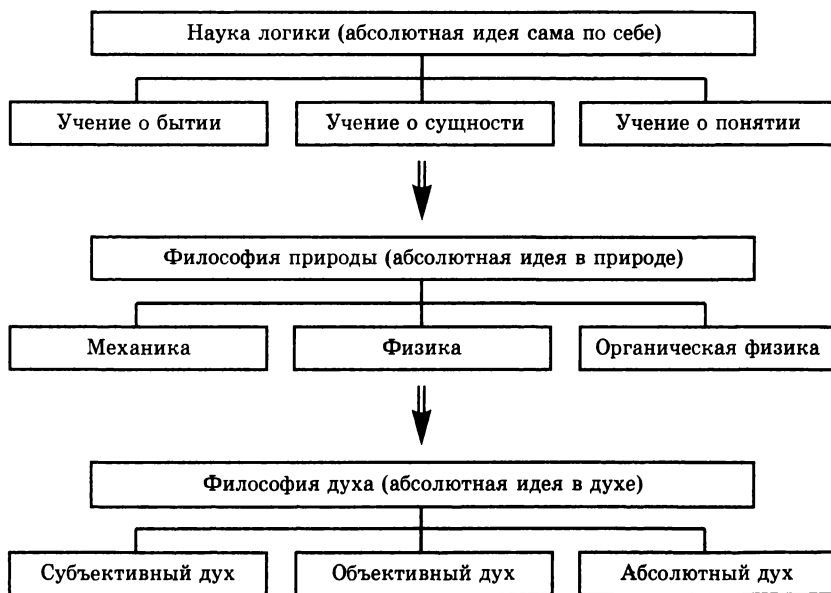 Наука логики (абсолютная идея сама по себе)
Учение о бытии
Учение о сущности
Учение о понятии
Философия природы (абсолютная идея в природе)
Механика
Физика
Органическая физика
Философия духа (абсолютная идея в духе)
Субъективный дух
Объективный дух
Абсолютный дух